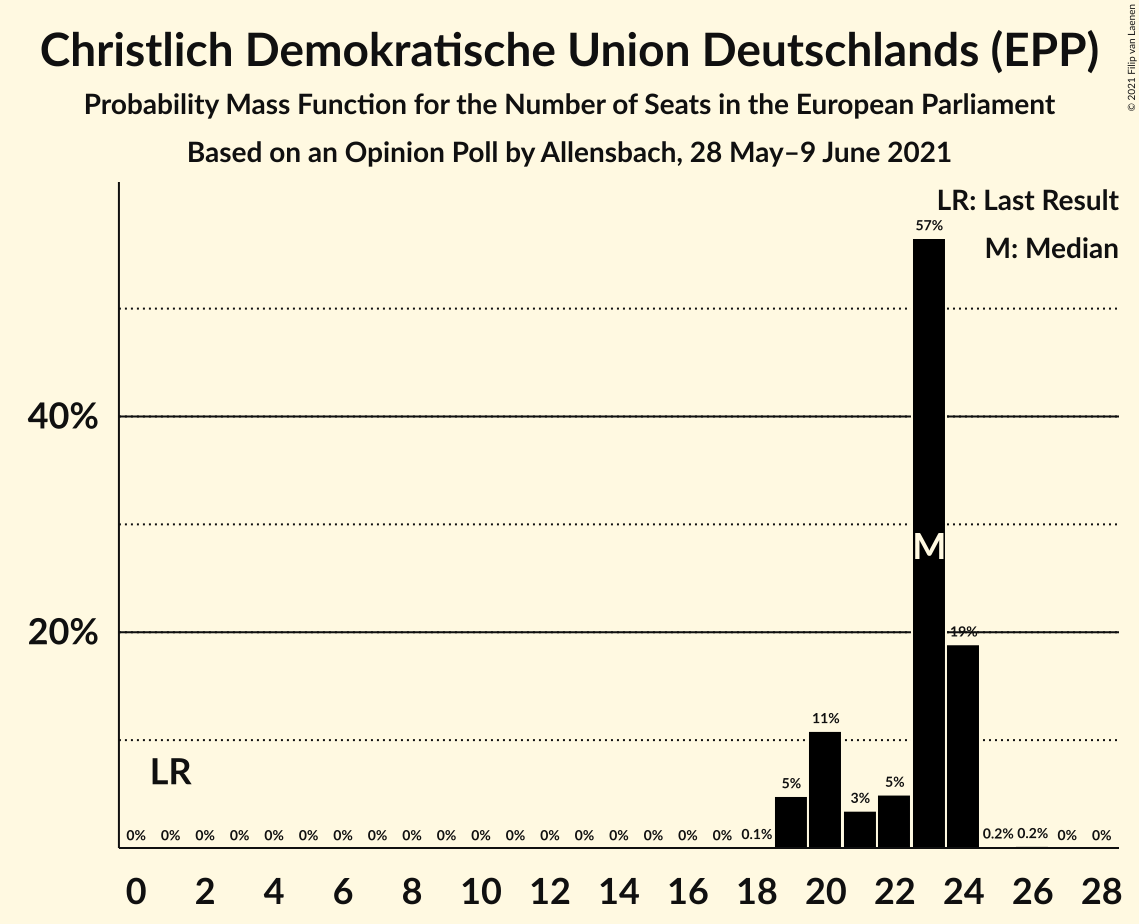 Christlich Demokratische Union Deutschlands (EPP)
Probability Mass Function for the Number of Seats in the European Parliament
Based on an Opinion Poll by Allensbach, 28 May–9 June 2021
© 2021 Filip van Laenen
LR: Last Result
M: Median
57%
40%
M
20%
19%
11%
LR
5% 3% 5%
0% 0% 0% 0% 0% 0% 0% 0% 0% 0% 0% 0% 0% 0% 0% 0% 0% 0% 0.1% 0.2% 0.2% 0% 0%
0 2 4 6 8 10 12 14 16 18 20 22 24 26 28